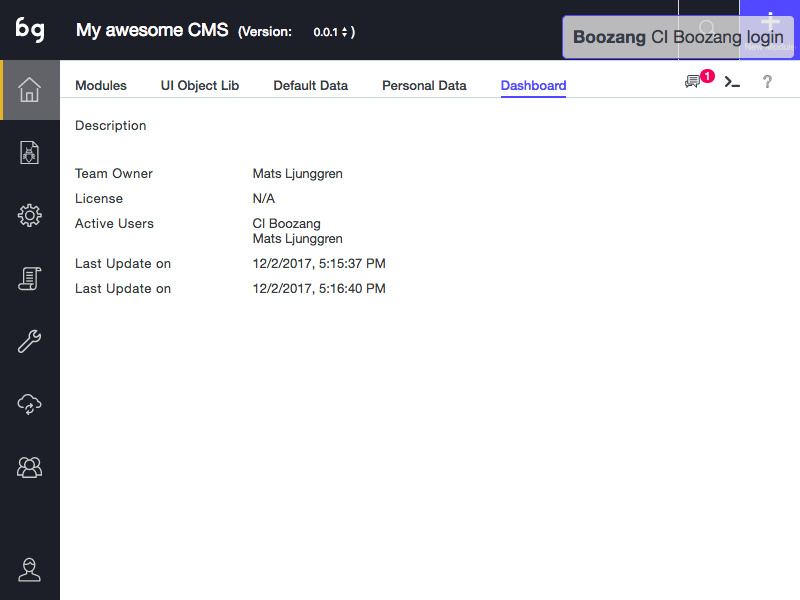 bg
My awesome CMS (Version: 0.0.1 )
Boozang CI Boozang login
New Module
Modules UI Object Lib Default Data Personal Data Dashboard
1 ?
Description
Team Owner Mats Ljunggren
License N/A
Active Users CI Boozang
Mats Ljunggren
Last Update on 12/2/2017, 5:15:37 PM
Last Update on 12/2/2017, 5:16:40 PM